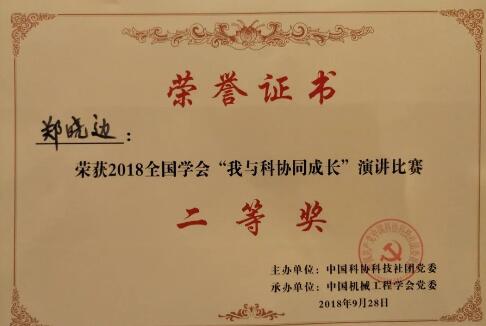 荣誉证书
郑晓边：
荣获2018全国学会“我与科协同成长”演讲比赛
二等奖
主办单位：中国科协科技社团党委
承办单位：中国机械工程学会党委
2018年9月28日